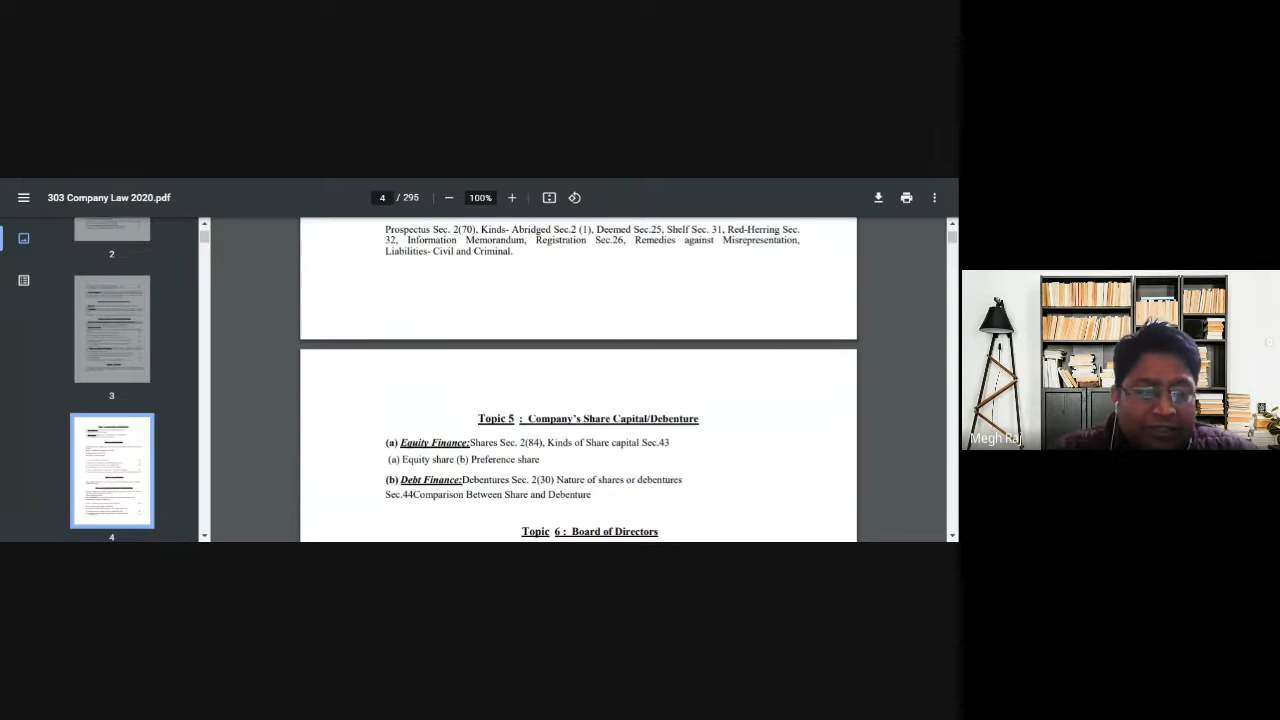 303 Company Law 2020.pdf
4 / 295
100%
2
3
4
Prospectus Sec. 2(70), Kinds- Abridged Sec.2 (1), Deemed Sec.25, Shelf Sec. 31, Red-Herring Sec.
32, Information Memorandum, Registration Sec.26, Remedies against Misrepresentation,
Liabilities- Civil and Criminal.
Topic 5 : Company's Share Capital/Debenture
(a) Equity Finance:Shares Sec. 2(84), Kinds of Share capital Sec.43
(a) Equity share (b) Preference share
(b) Debt Finance:Debentures Sec. 2(30) Nature of shares or debentures
Sec.44Comparison Between Share and Debenture
Topic 6 : Board of Directors
Megh Raj